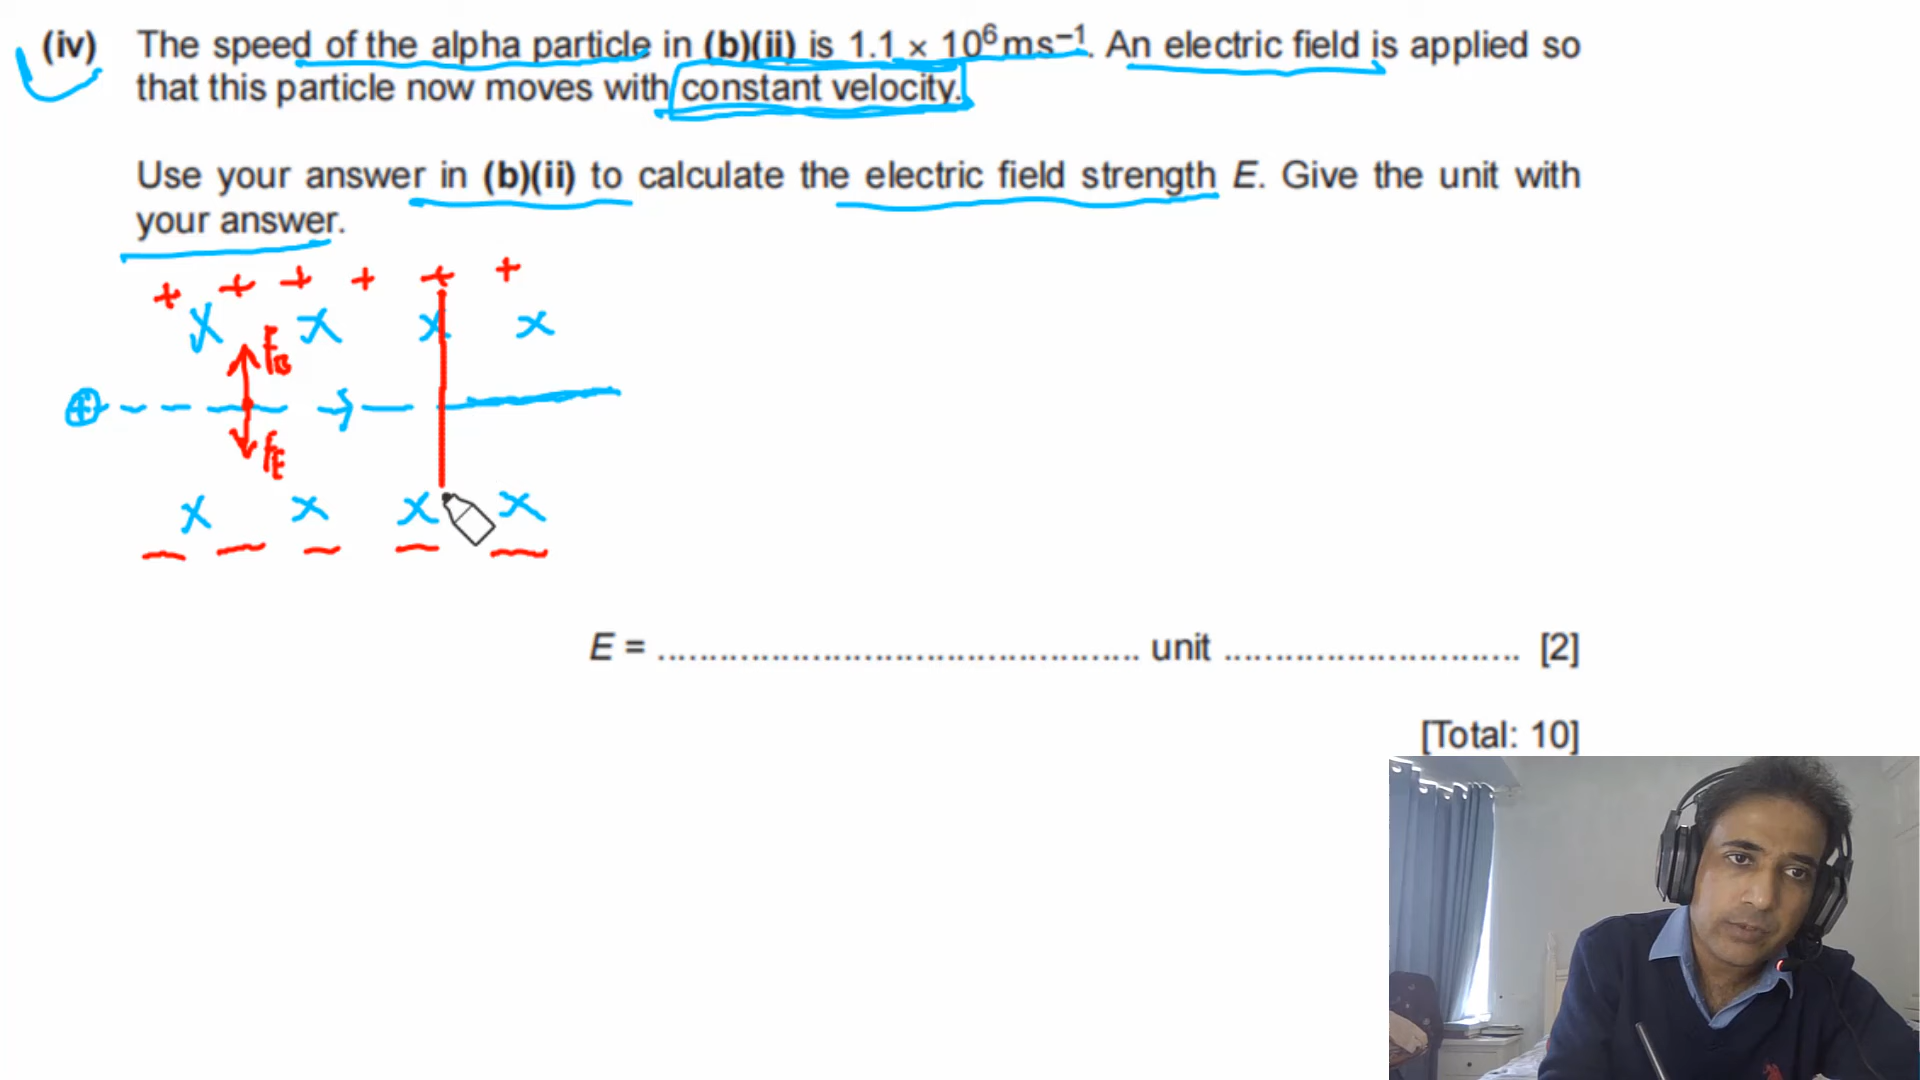 (iv) The speed of the alpha particle in (b)(ii) is 1.1 × 10⁶ m s⁻¹. An electric field is applied so
that this particle now moves with constant velocity.
Use your answer in (b)(ii) to calculate the electric field strength E. Give the unit with
your answer.
+ + + + + +
X X X X
F_B
+
F_E
X X X X
E = ................................................ unit ............................. [2]
[Total: 10]